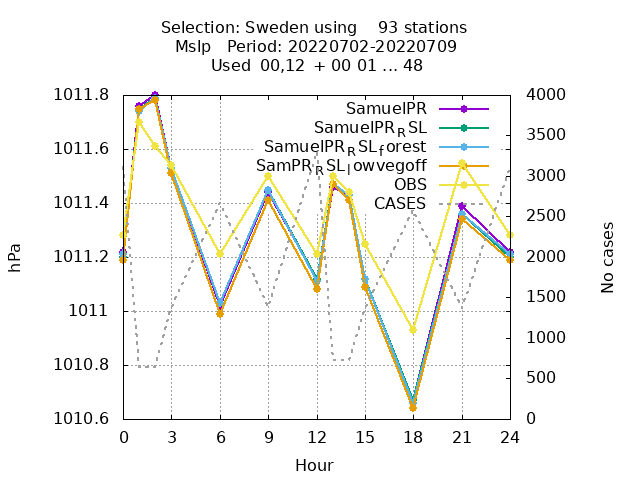 Selection: Sweden using    93 stations
Mslp   Period: 20220702-20220709
Used  00,12  + 00 01 ... 48
1011.8
1011.6
1011.4
1011.2
1011
1010.8
1010.6
hPa
4000
3500
3000
2500
2000
1500
1000
500
0
No cases
SamuelPR
SamuelPR_RSL
SamuelPR_RSL_forest
SamPR_RSL_lowvegoff
OBS
CASES
0 3 6 9 12 15 18 21 24
Hour